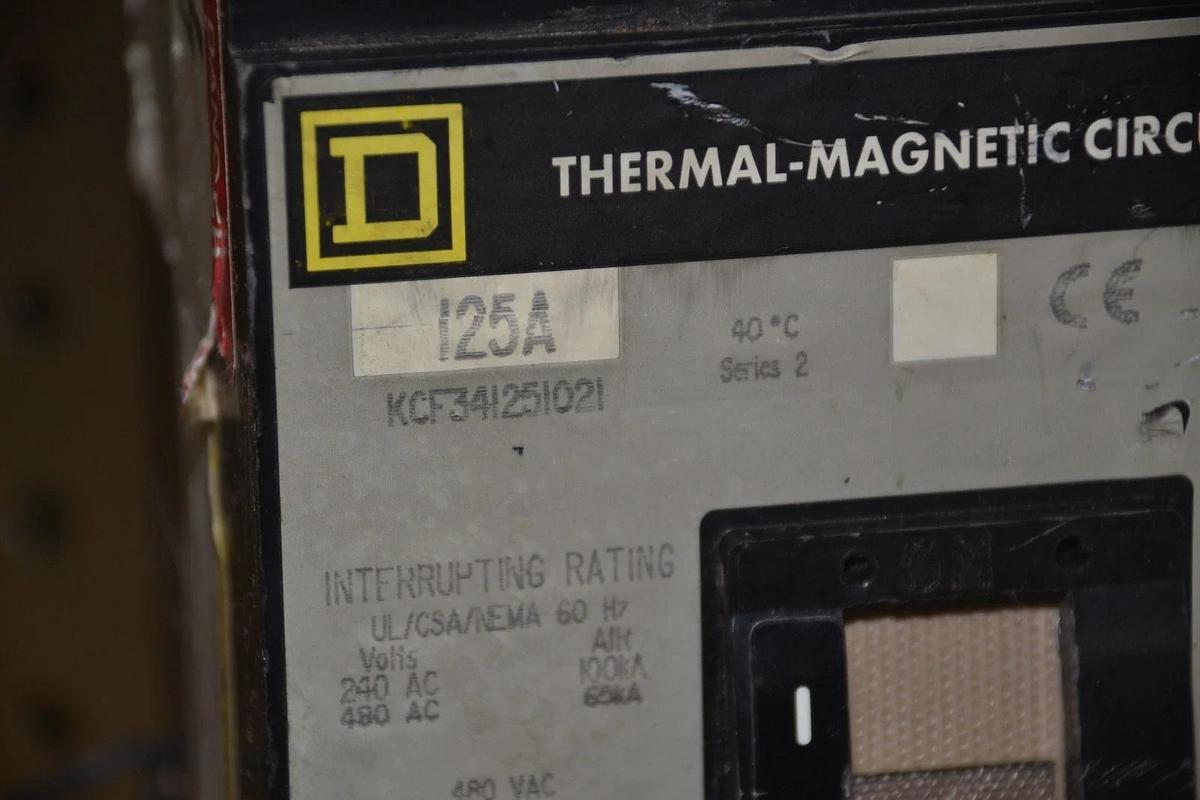 D
THERMAL-MAGNETIC CIRC
125A
40°C
CE
KCF341251021
Series 2
INTERRUPTING RATING
UL/CSA/NEMA 60 Hz
Volts AIR
240 AC 100kA
480 AC 65kA
480 VAC
ON
I